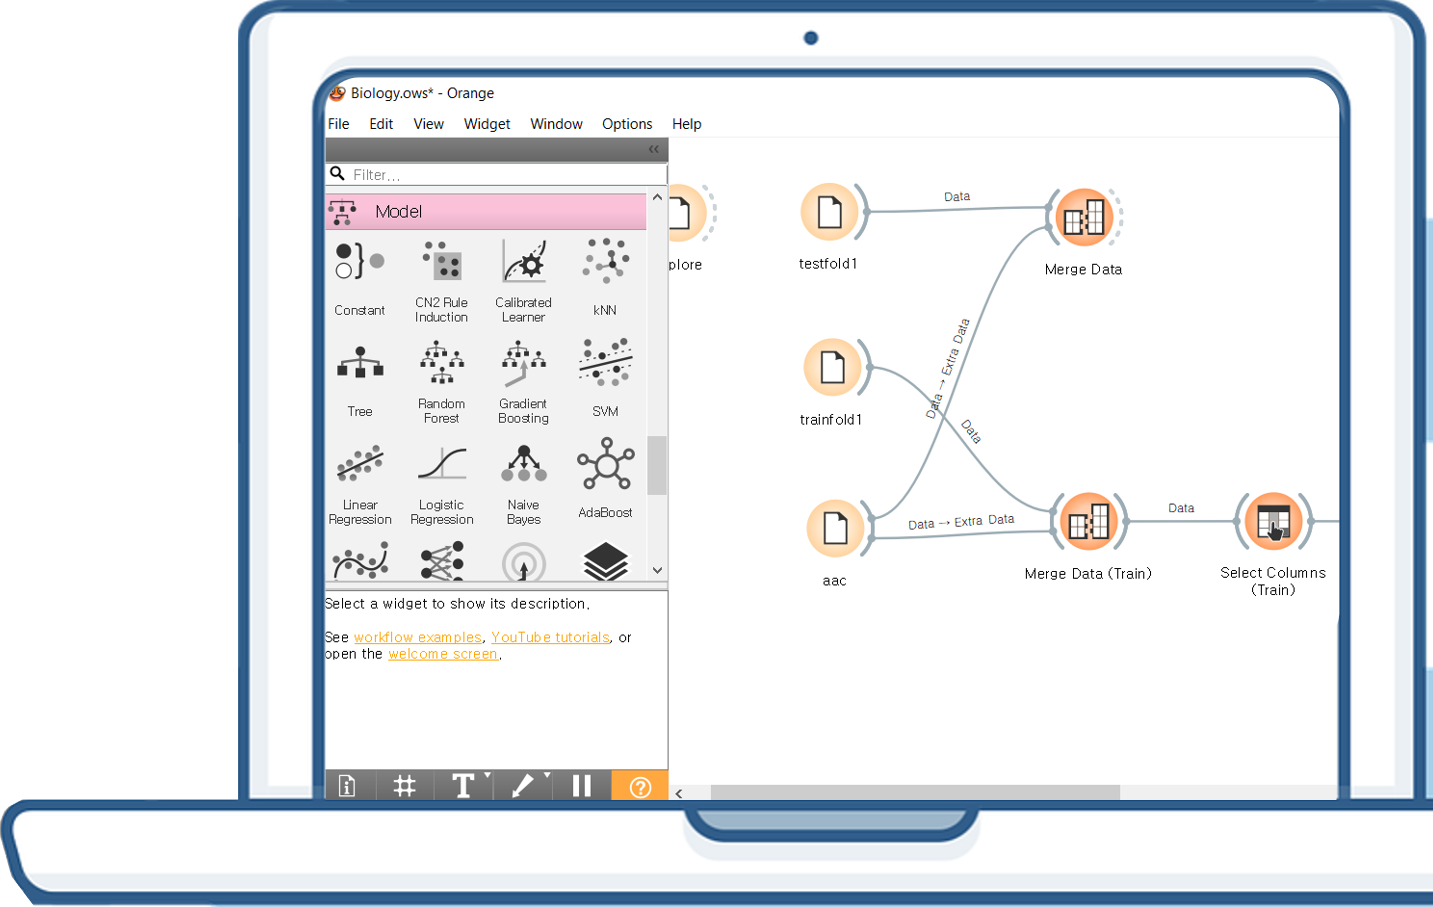 Biology.ows* - Orange
File Edit View Widget Window Options Help
Filter...
Model
Constant
CN2 Rule
Induction
Calibrated
Learner
kNN
Tree
Random
Forest
Gradient
Boosting
SVM
Linear
Regression
Logistic
Regression
Naive
Bayes
AdaBoost
Select a widget to show its description.
See workflow examples, YouTube tutorials, or
open the welcome screen.
plore
testfold1
Data
Merge Data
trainfold1
Data → Extra Data
Data
aac
Data → Extra Data
Merge Data (Train)
Data
Select Columns
(Train)